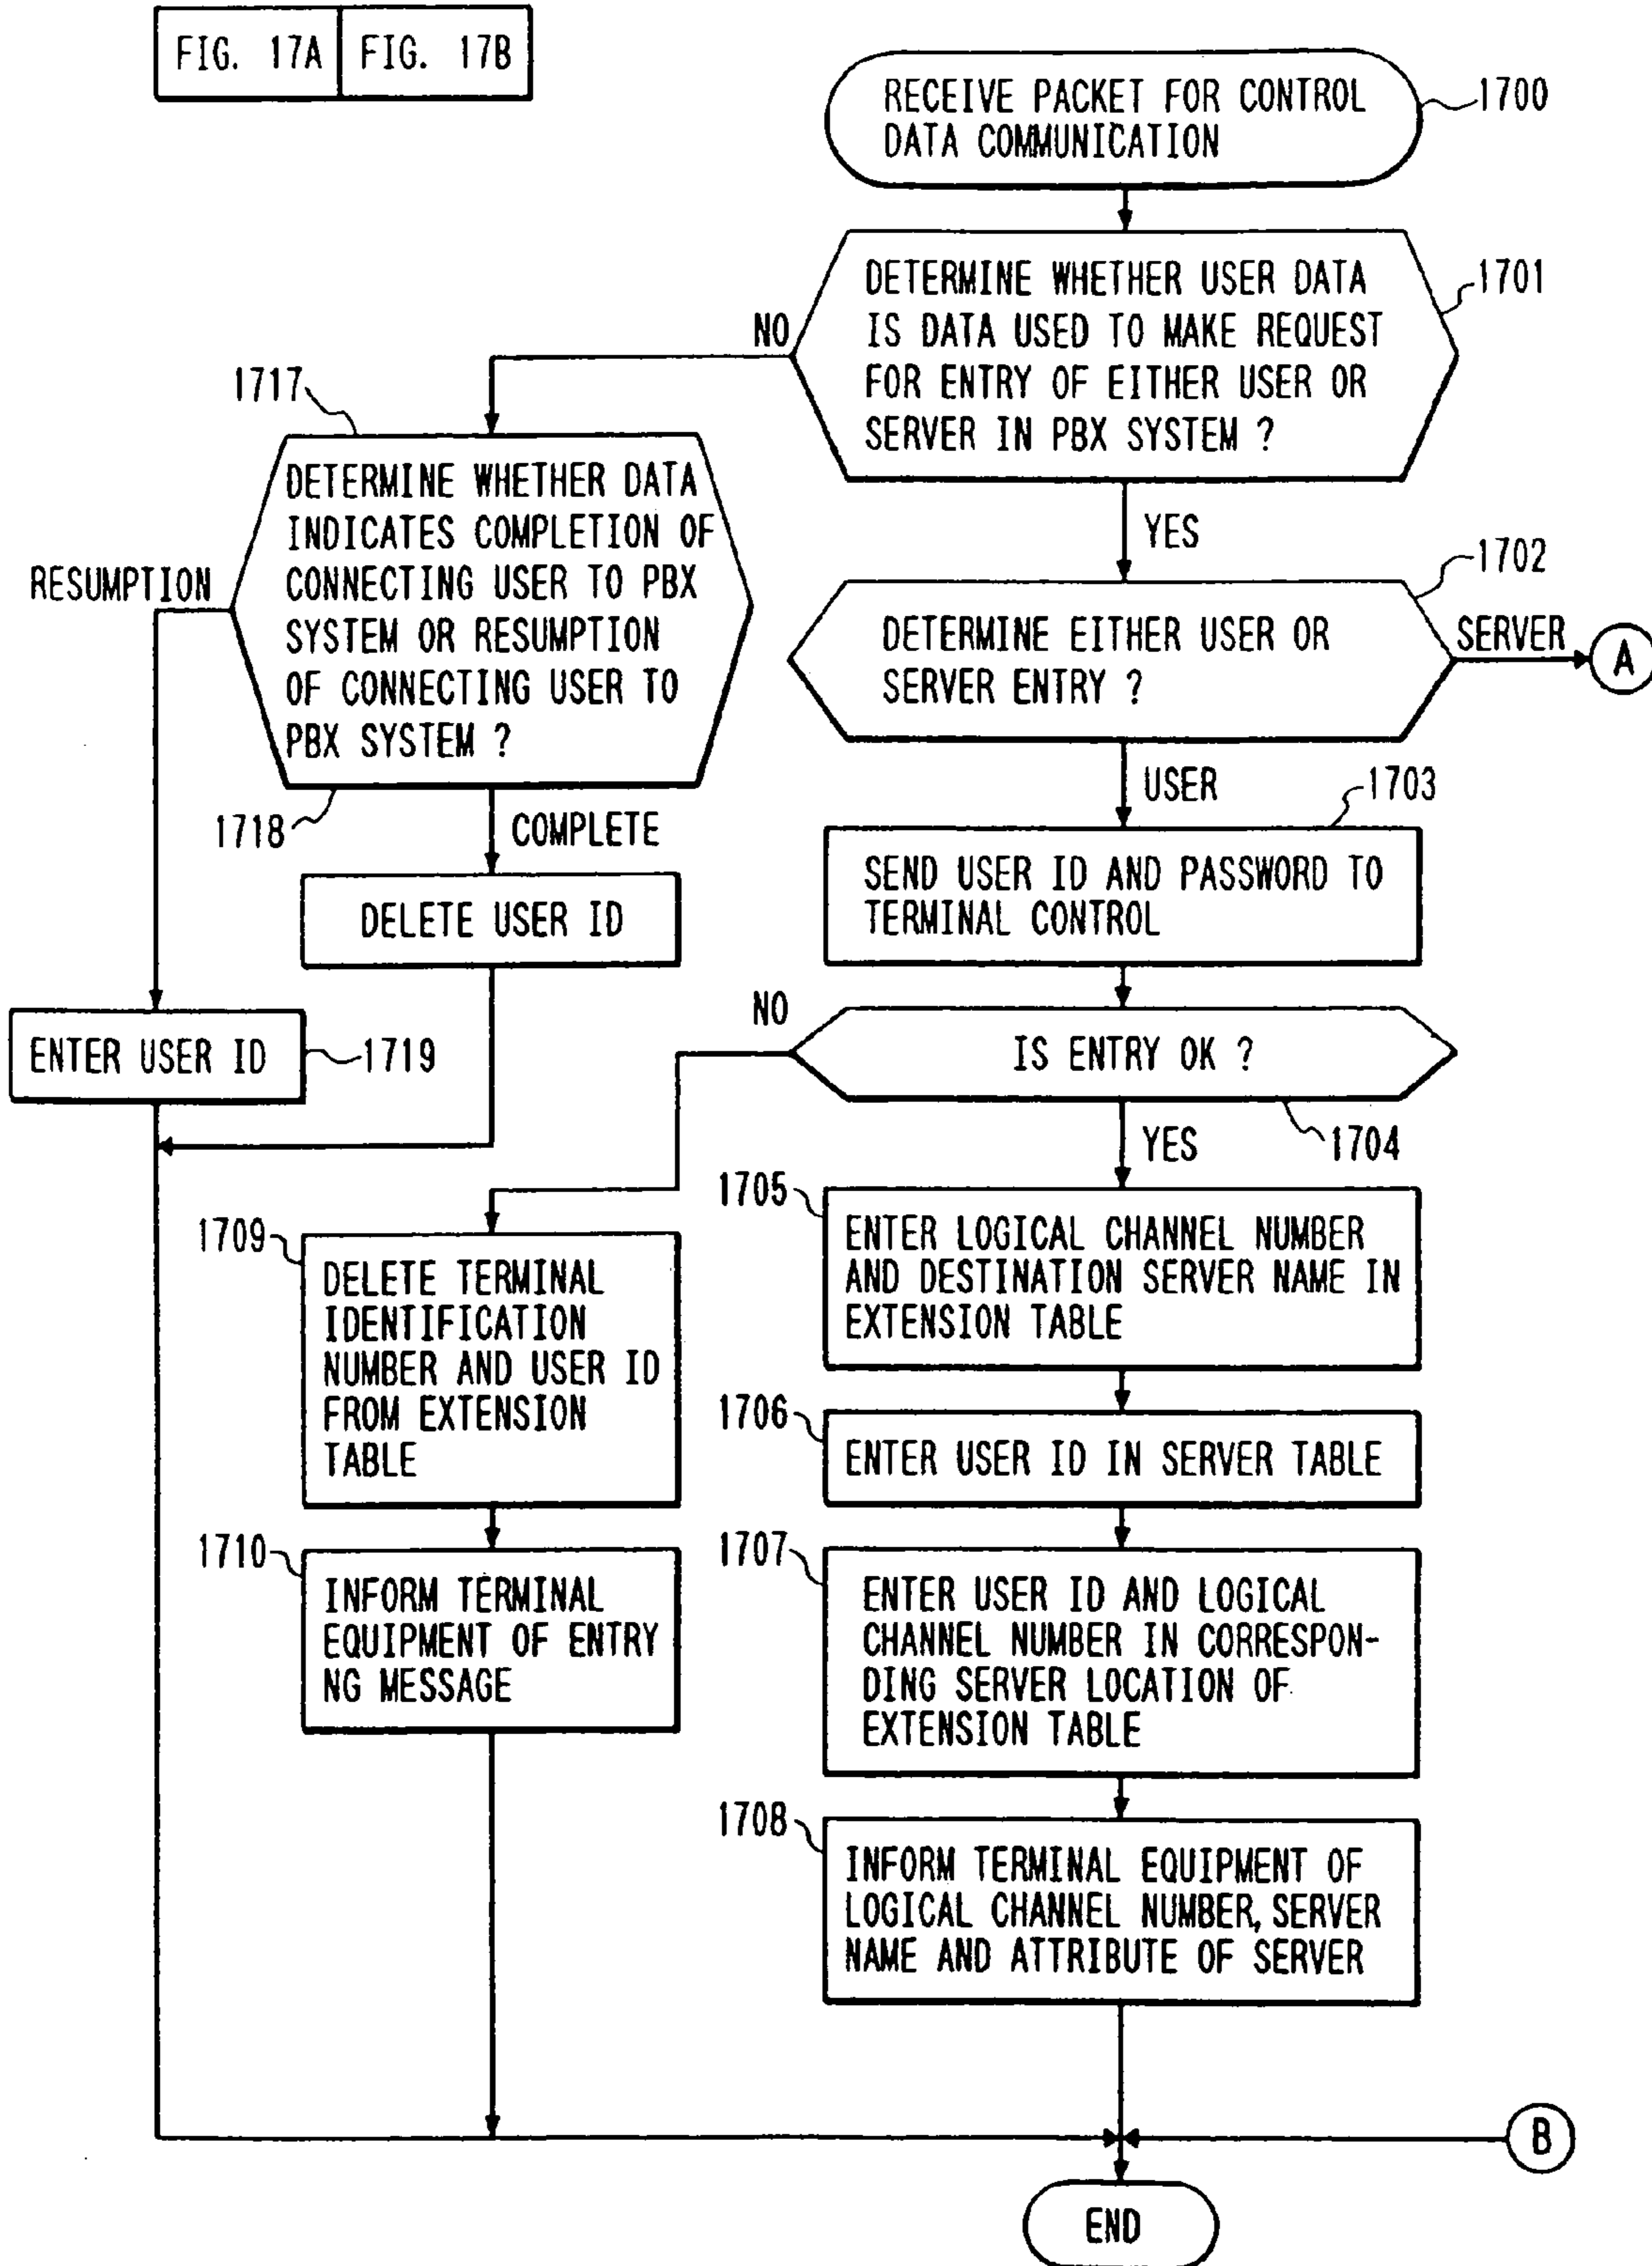 FIG. 17A FIG. 17B
RECEIVE PACKET FOR CONTROL
DATA COMMUNICATION
1700
DETERMINE WHETHER USER DATA
IS DATA USED TO MAKE REQUEST
FOR ENTRY OF EITHER USER OR
SERVER IN PBX SYSTEM ?
1701
NO
YES
1717
DETERMINE WHETHER DATA
INDICATES COMPLETION OF
CONNECTING USER TO PBX
SYSTEM OR RESUMPTION
OF CONNECTING USER TO
PBX SYSTEM ?
RESUMPTION
1718
COMPLETE
DELETE USER ID
ENTER USER ID
1719
1702
DETERMINE EITHER USER OR
SERVER ENTRY ?
SERVER
A
USER
1703
SEND USER ID AND PASSWORD TO
TERMINAL CONTROL
NO
IS ENTRY OK ?
1704
YES
1705
ENTER LOGICAL CHANNEL NUMBER
AND DESTINATION SERVER NAME IN
EXTENSION TABLE
1709
DELETE TERMINAL
IDENTIFICATION
NUMBER AND USER ID
FROM EXTENSION
TABLE
1706
ENTER USER ID IN SERVER TABLE
1710
INFORM TERMINAL
EQUIPMENT OF ENTRY
NG MESSAGE
1707
ENTER USER ID AND LOGICAL
CHANNEL NUMBER IN CORRESPON-
DING SERVER LOCATION OF
EXTENSION TABLE
1708
INFORM TERMINAL EQUIPMENT OF
LOGICAL CHANNEL NUMBER, SERVER
NAME AND ATTRIBUTE OF SERVER
B
END